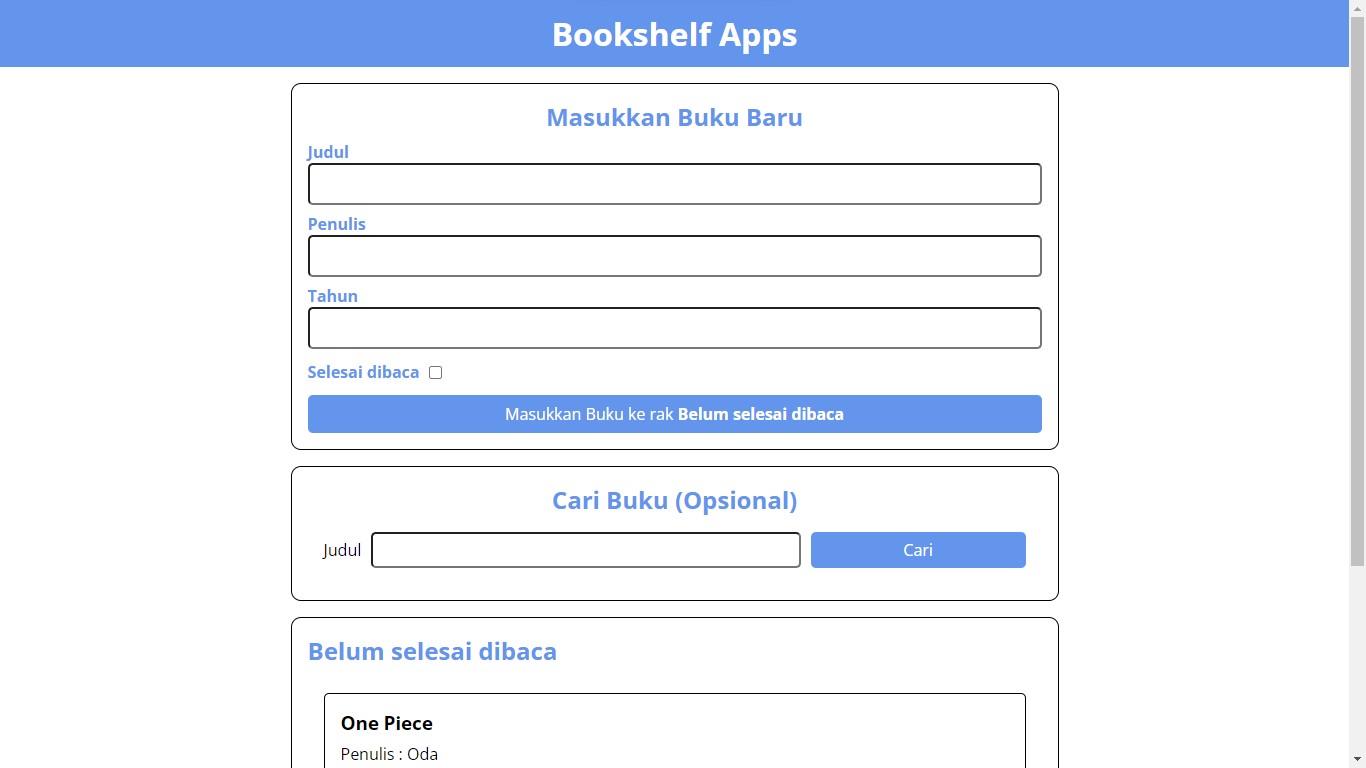 Bookshelf Apps
Masukkan Buku Baru
Judul
Penulis
Tahun
Selesai dibaca
Masukkan Buku ke rak Belum selesai dibaca
Cari Buku (Opsional)
Judul
Cari
Belum selesai dibaca
One Piece
Penulis : Oda